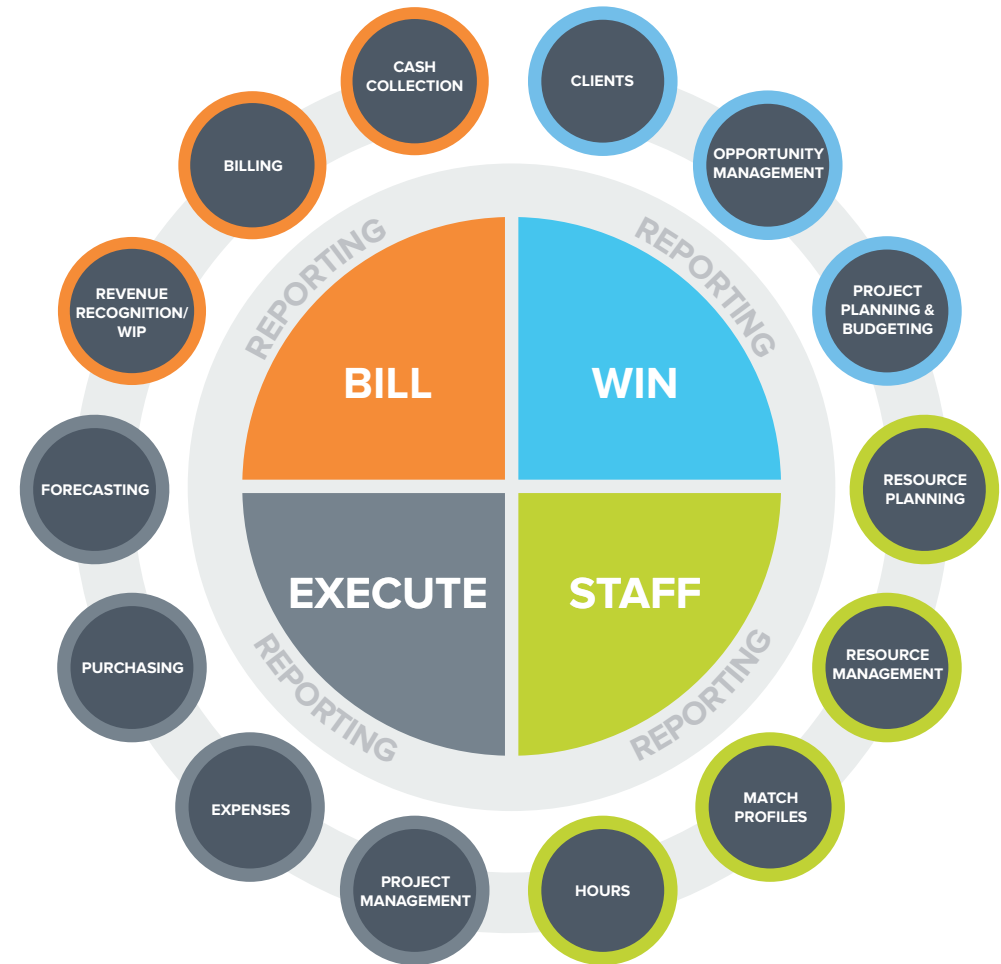 CASH
COLLECTION
CLIENTS
BILLING
OPPORTUNITY
MANAGEMENT
REVENUE
RECOGNITION/
WIP
PROJECT
PLANNING &
BUDGETING
REPORTING
REPORTING
BILL
WIN
FORECASTING
RESOURCE
PLANNING
EXECUTE
STAFF
REPORTING
REPORTING
PURCHASING
RESOURCE
MANAGEMENT
EXPENSES
MATCH
PROFILES
PROJECT
MANAGEMENT
HOURS